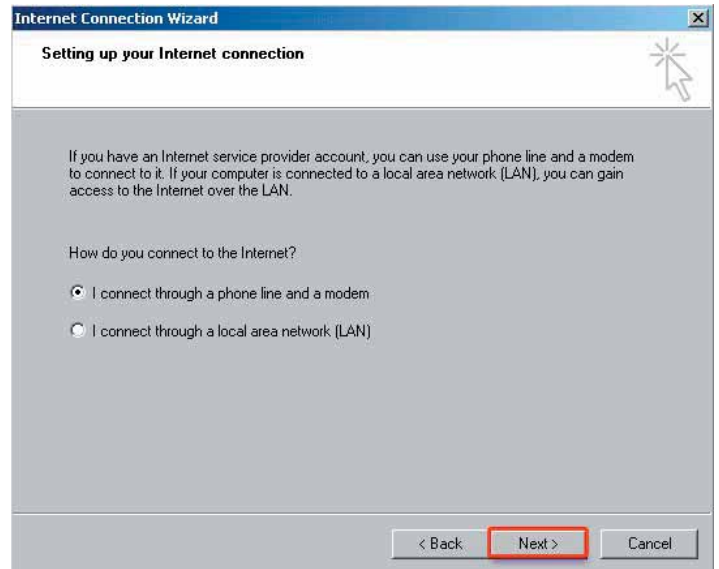 Internet Connection Wizard
Setting up your Internet connection
If you have an Internet service provider account, you can use your phone line and a modem
to connect to it. If your computer is connected to a local area network (LAN), you can gain
access to the Internet over the LAN.
How do you connect to the Internet?
I connect through a phone line and a modem
I connect through a local area network (LAN)
< Back Next > Cancel